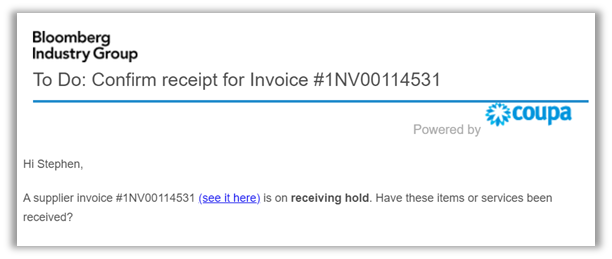 Bloomberg
Industry Group
To Do: Confirm receipt for Invoice #1NV00114531
Powered by coupa
Hi Stephen,
A supplier invoice #1NV00114531 (see it here) is on receiving hold. Have these items or services been
received?